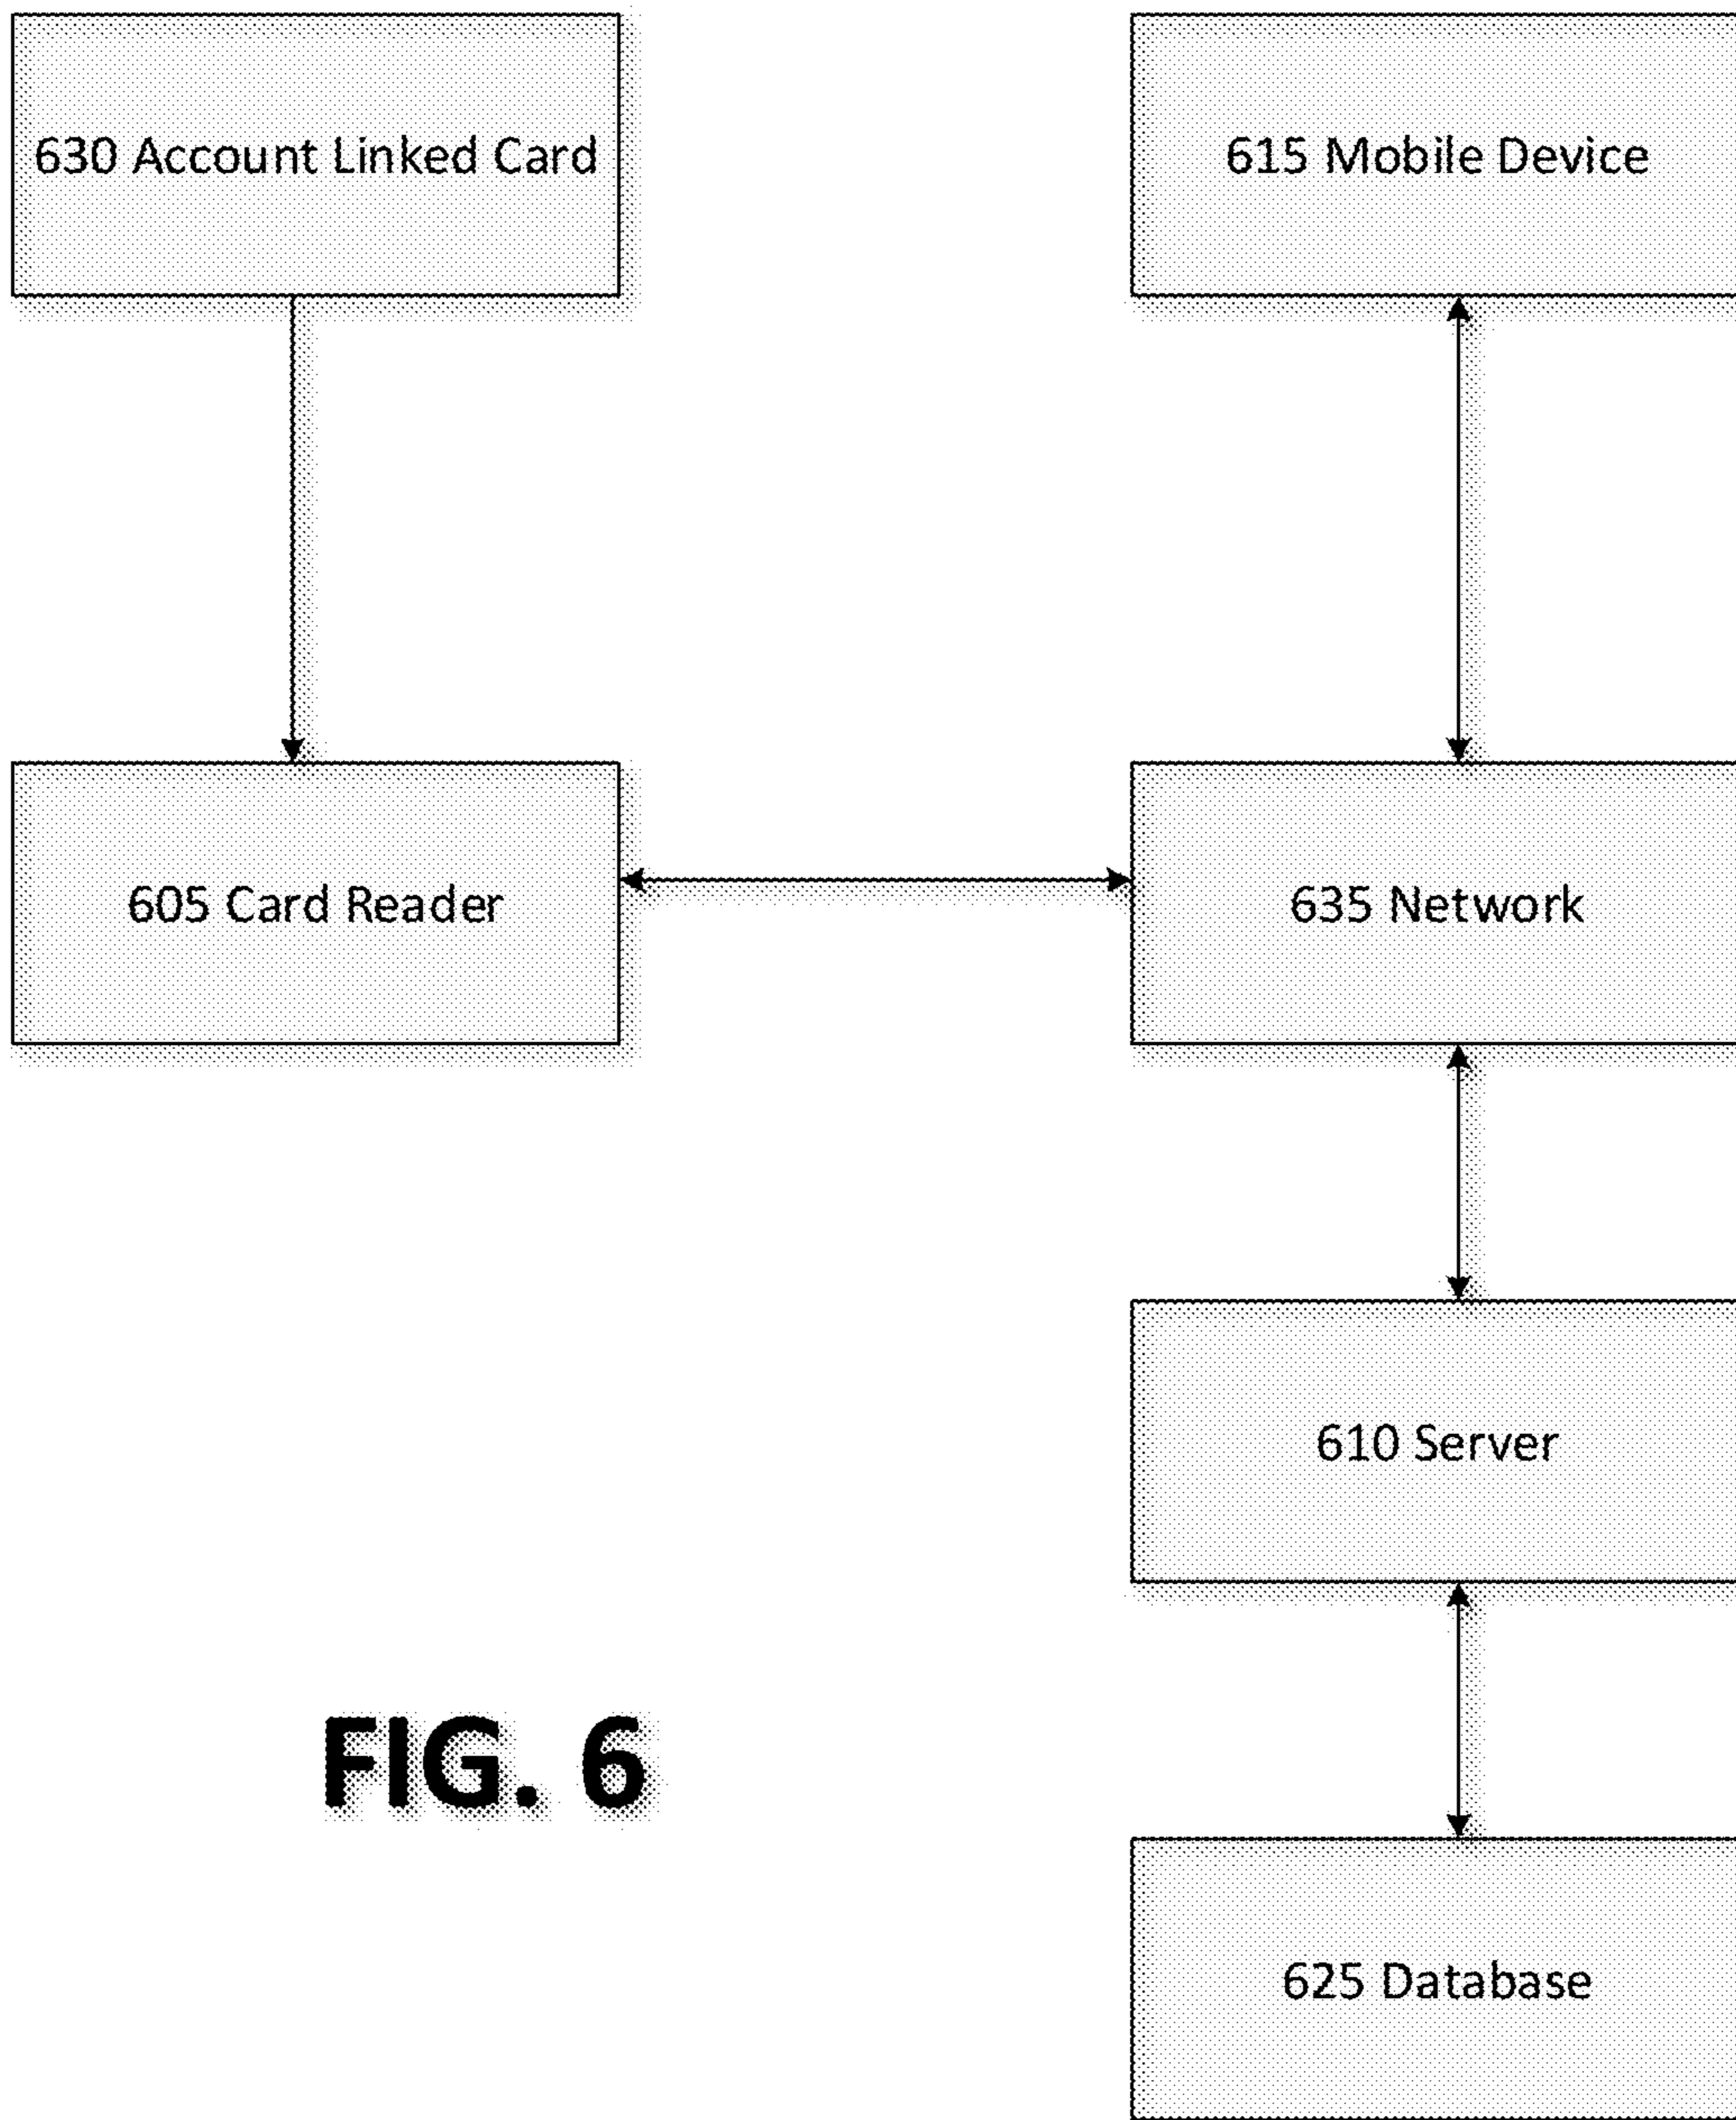 630 Account Linked Card
615 Mobile Device
605 Card Reader
635 Network
610 Server
FIG. 6
625 Database